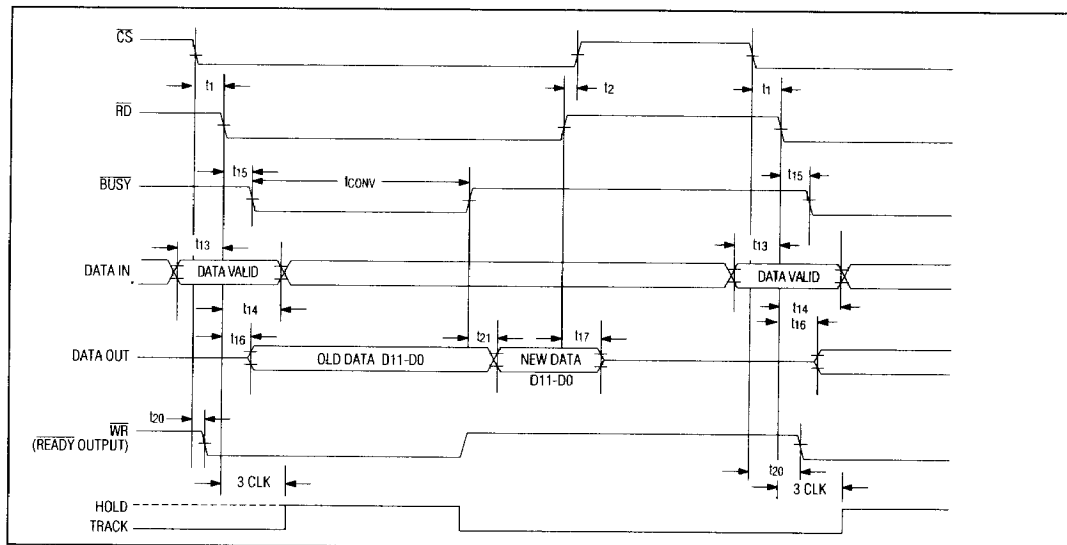 CS
t1
t2
t1
RD
t15
tCONV
t15
BUSY
t13
t13
DATA IN
DATA VALID
DATA VALID
t14
t14
t16
t21
t17
t16
DATA OUT
OLD DATA D11-D0
NEW DATA
D11-D0
t20
WR
(READY OUTPUT)
t20
3 CLK
3 CLK
HOLD
TRACK